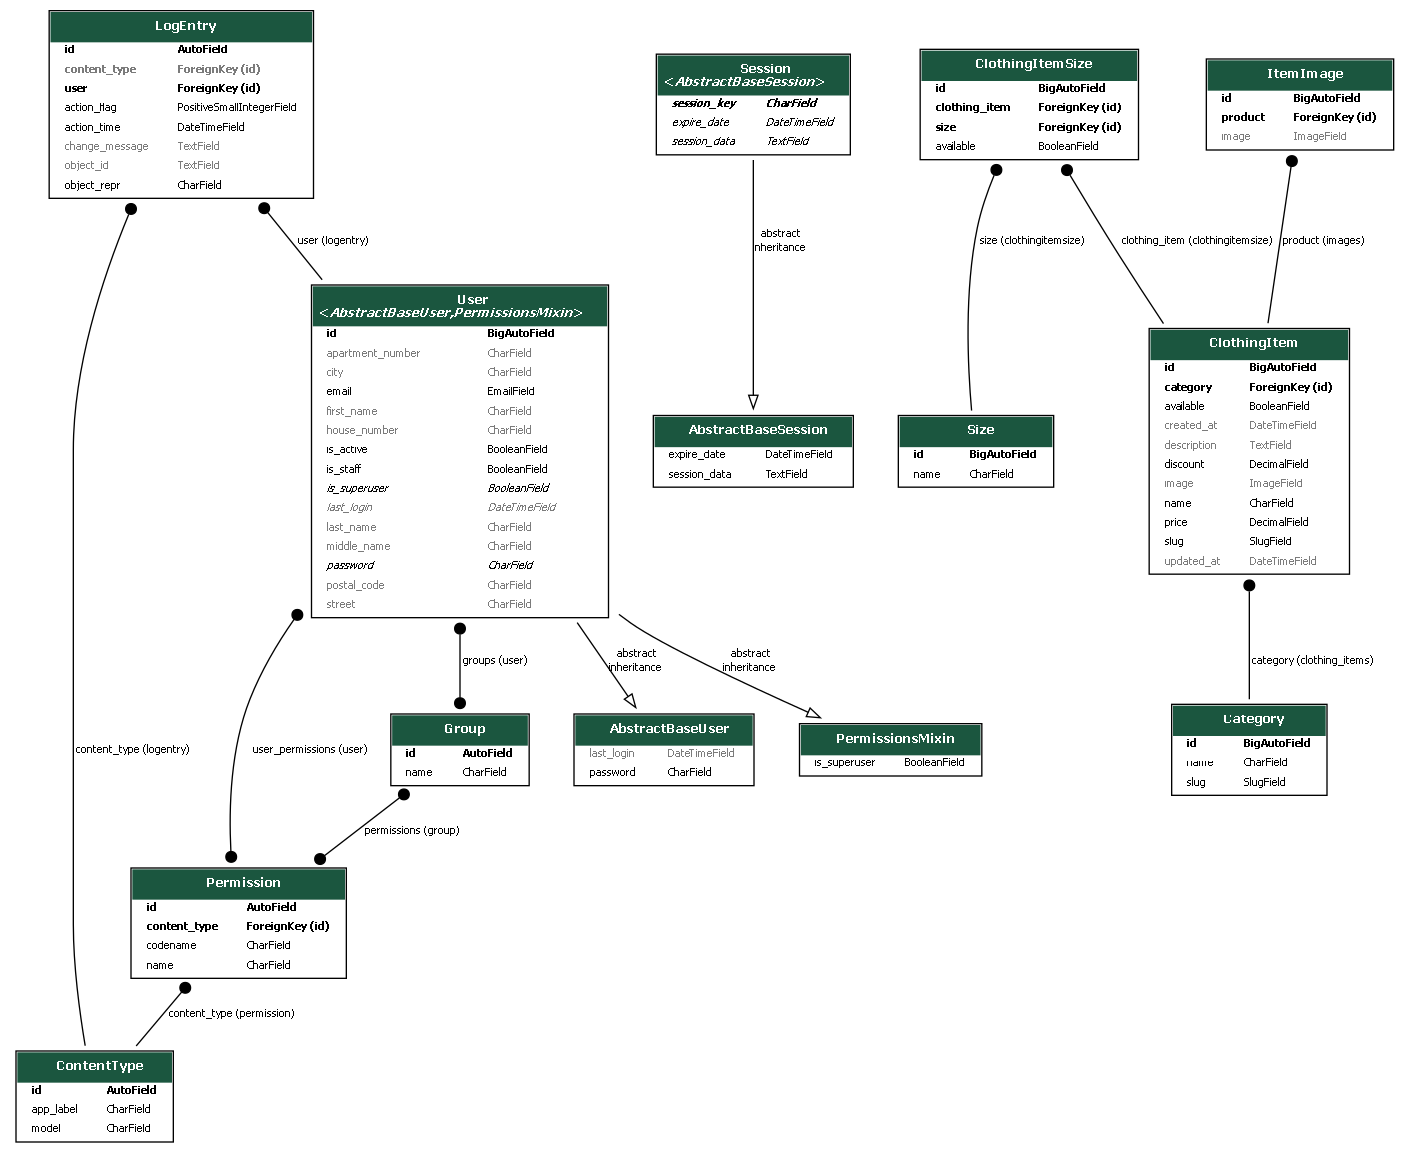 LogEntry
id AutoField
content_type ForeignKey (id)
user ForeignKey (id)
action_flag PositiveSmallIntegerField
action_time DateTimeField
change_message TextField
object_id TextField
object_repr CharField
Session
<AbstractBaseSession>
session_key CharField
expire_date DateTimeField
session_data TextField
ClothingItemSize
id BigAutoField
clothing_item ForeignKey (id)
size ForeignKey (id)
available BooleanField
ItemImage
id BigAutoField
product ForeignKey (id)
image ImageField
user (logentry)
abstract
inheritance
size (clothingitemsize)
clothing_item (clothingitemsize)
product (images)
User
<AbstractBaseUser,PermissionsMixin>
id BigAutoField
apartment_number CharField
city CharField
email EmailField
first_name CharField
house_number CharField
is_active BooleanField
is_staff BooleanField
is_superuser BooleanField
last_login DateTimeField
last_name CharField
middle_name CharField
password CharField
postal_code CharField
street CharField
AbstractBaseSession
expire_date DateTimeField
session_data TextField
Size
id BigAutoField
name CharField
ClothingItem
id BigAutoField
category ForeignKey (id)
available BooleanField
created_at DateTimeField
description TextField
discount DecimalField
image ImageField
name CharField
price DecimalField
slug SlugField
updated_at DateTimeField
groups (user)
abstract
inheritance
abstract
inheritance
category (clothing_items)
content_type (logentry)
user_permissions (user)
Group
id AutoField
name CharField
AbstractBaseUser
last_login DateTimeField
password CharField
PermissionsMixin
is_superuser BooleanField
Category
id BigAutoField
name CharField
slug SlugField
permissions (group)
Permission
id AutoField
content_type ForeignKey (id)
codename CharField
name CharField
content_type (permission)
ContentType
id AutoField
app_label CharField
model CharField